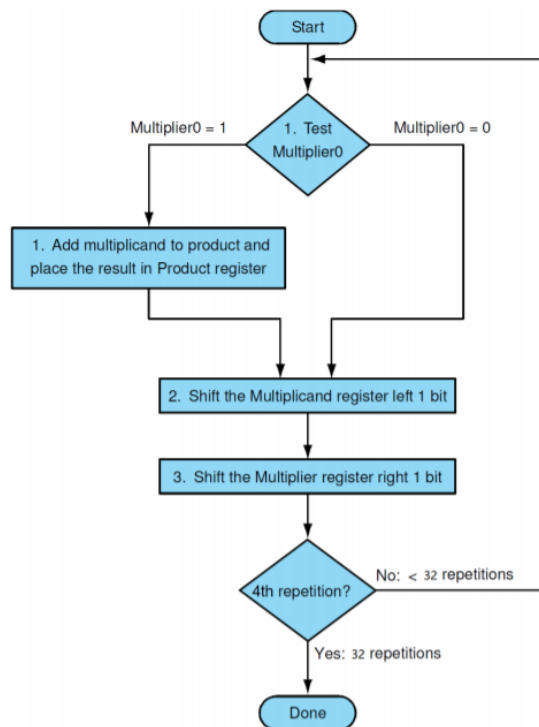 Start
1. Test
Multiplier0
Multiplier0 = 1
Multiplier0 = 0
1. Add multiplicand to product and
place the result in Product register
2. Shift the Multiplicand register left 1 bit
3. Shift the Multiplier register right 1 bit
4th repetition?
No: < 32 repetitions
Yes: 32 repetitions
Done